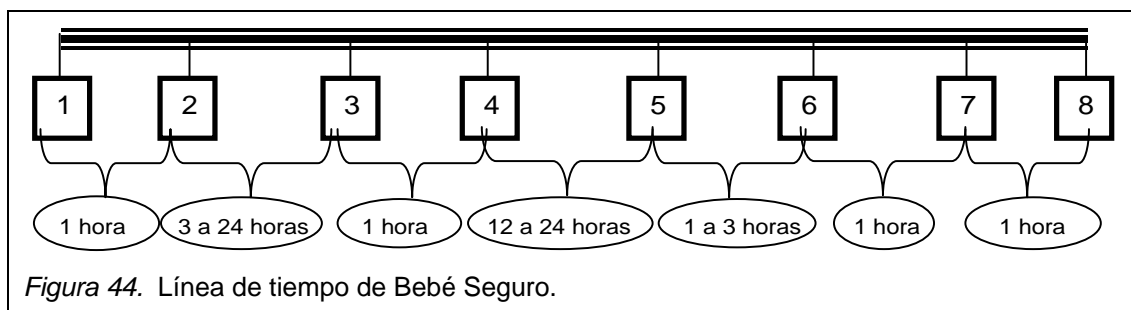 1 2 3 4 5 6 7 8
1 hora 3 a 24 horas 1 hora 12 a 24 horas 1 a 3 horas 1 hora 1 hora
Figura 44. Línea de tiempo de Bebé Seguro.